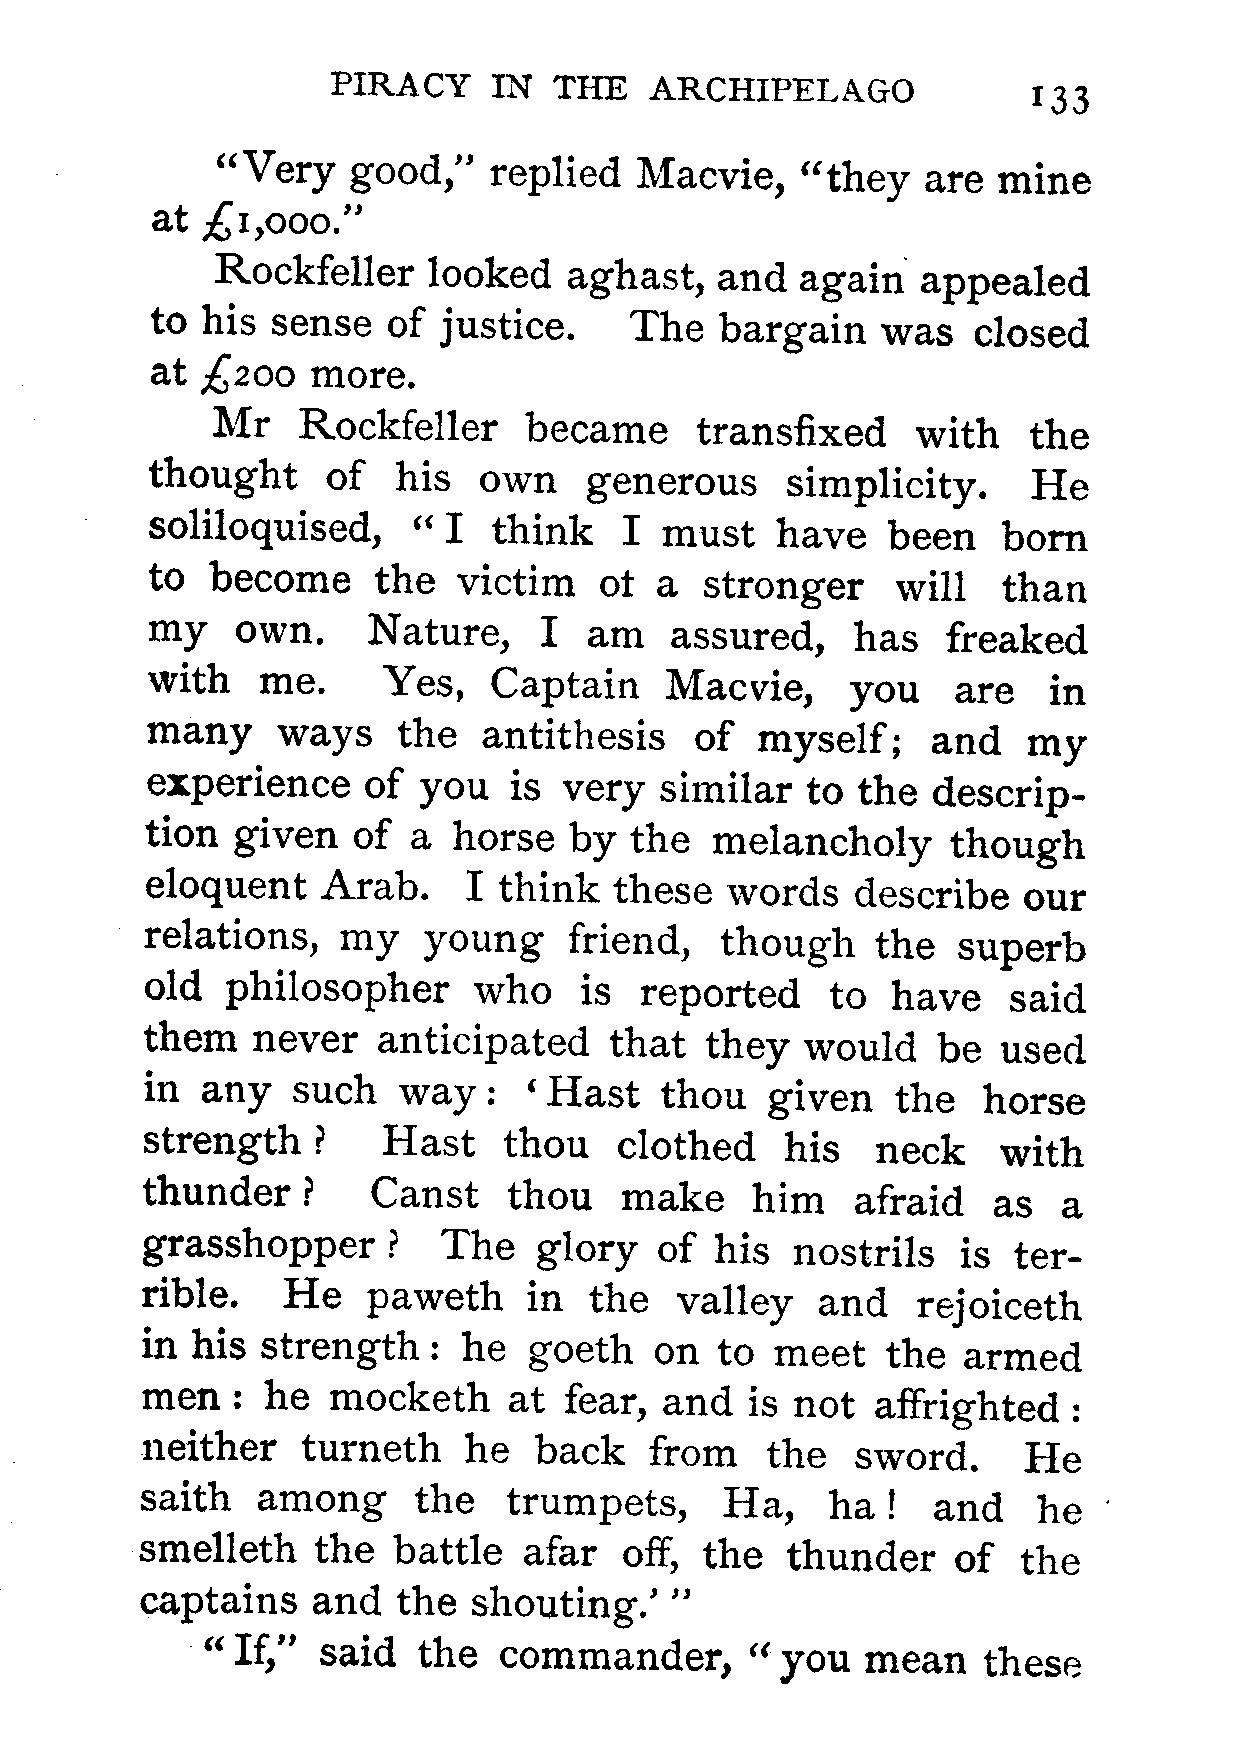 PIRACY IN THE ARCHIPELAGO 133
"Very good," replied Macvie, "they are mine
at £1,000."
Rockfeller looked aghast, and again appealed
to his sense of justice. The bargain was closed
at £200 more.
Mr Rockfeller became transfixed with the
thought of his own generous simplicity. He
soliloquised, "I think I must have been born
to become the victim ot a stronger will than
my own. Nature, I am assured, has freaked
with me. Yes, Captain Macvie, you are in
many ways the antithesis of myself; and my
experience of you is very similar to the descrip-
tion given of a horse by the melancholy though
eloquent Arab. I think these words describe our
relations, my young friend, though the superb
old philosopher who is reported to have said
them never anticipated that they would be used
in any such way: 'Hast thou given the horse
strength? Hast thou clothed his neck with
thunder? Canst thou make him afraid as a
grasshopper? The glory of his nostrils is ter-
rible. He paweth in the valley and rejoiceth
in his strength: he goeth on to meet the armed
men: he mocketh at fear, and is not affrighted:
neither turneth he back from the sword. He
saith among the trumpets, Ha, ha! and he
smelleth the battle afar off, the thunder of the
captains and the shouting.'"
"If," said the commander, "you mean these